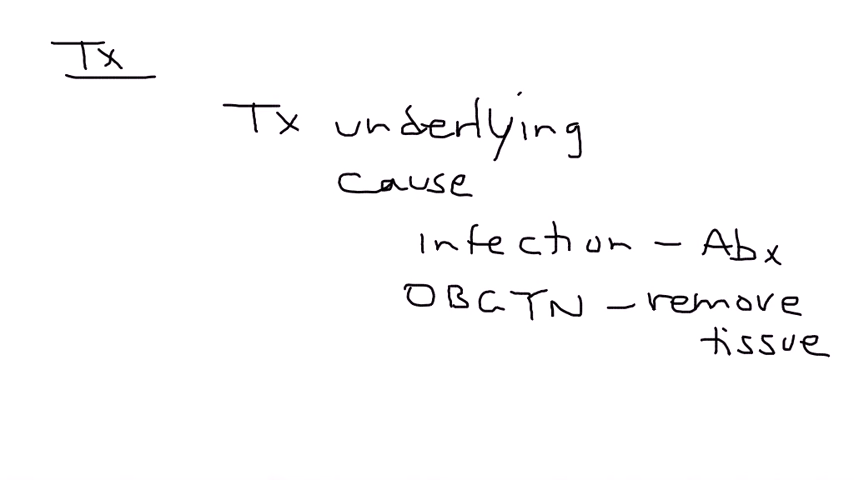 Tx
Tx underlying
cause
infection - Abx
OBGTN - remove
tissue